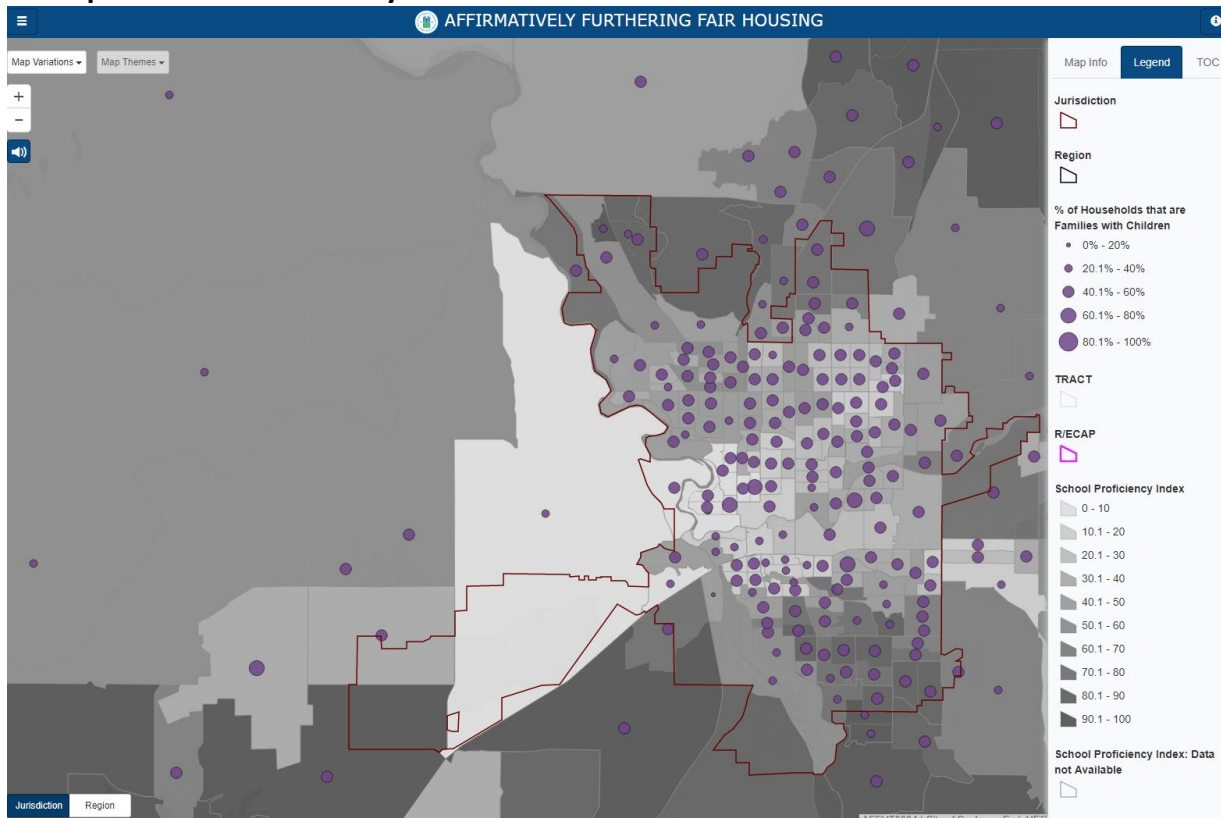 AFFIRMATIVELY FURTHERING FAIR HOUSING
Map Variations
Map Themes
+
−
Map Info
Legend
TOC
Jurisdiction
Region
% of Households that are
Families with Children
0% - 20%
20.1% - 40%
40.1% - 60%
60.1% - 80%
80.1% - 100%
TRACT
R/ECAP
School Proficiency Index
0 - 10
10.1 - 20
20.1 - 30
30.1 - 40
40.1 - 50
50.1 - 60
60.1 - 70
70.1 - 80
80.1 - 90
90.1 - 100
School Proficiency Index: Data
not Available
Jurisdiction
Region